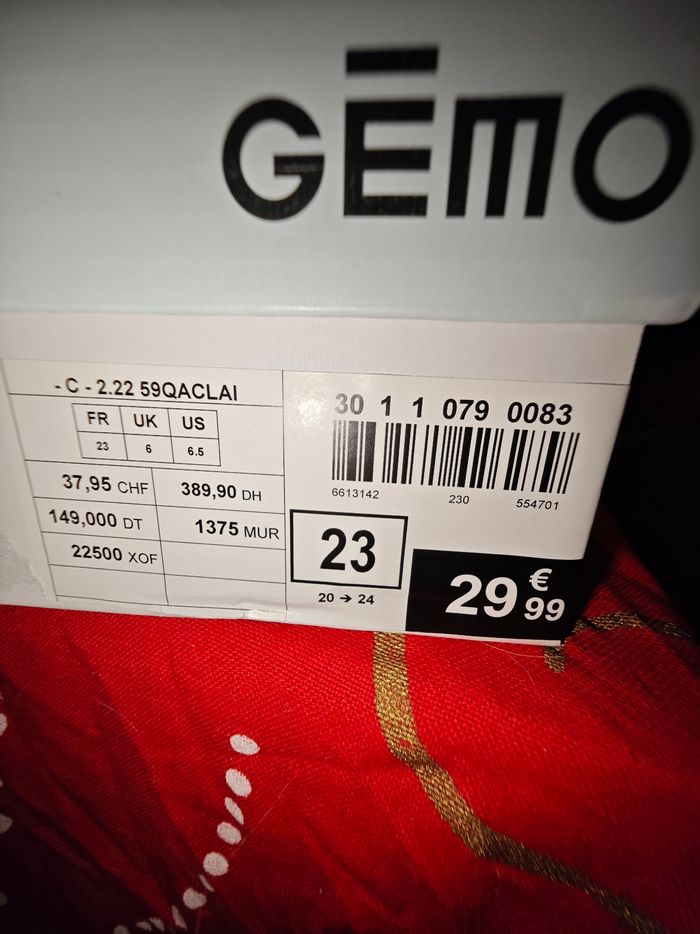 GĒMO
- C - 2.22 59QACLAI
FR UK US
23 6 6.5
37,95 CHF 389,90 DH
149,000 DT 1375 MUR
22500 XOF
30 1 1 079 0083
6613142 230 554701
23
20 → 24
29 €99